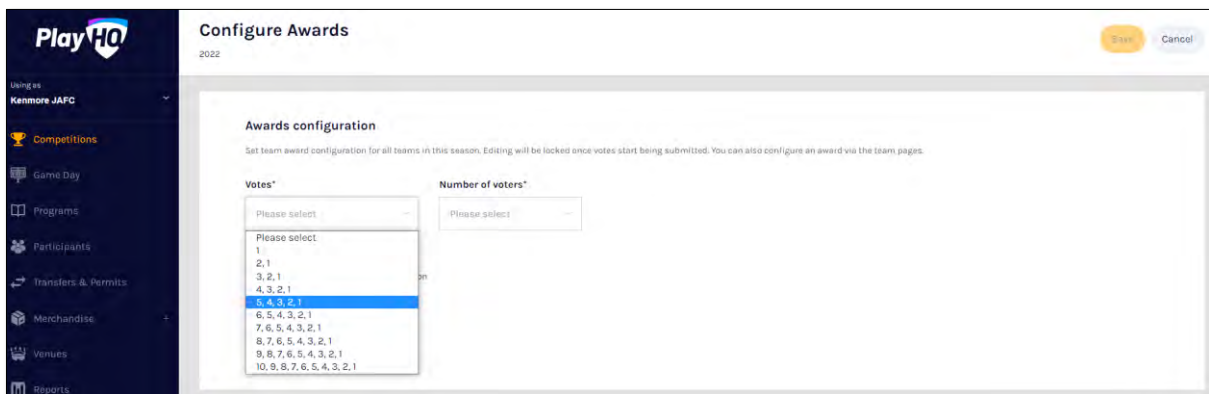 PlayHQ
Using as
Kenmore JAFC
Competitions
Game Day
Programs
Participants
Transfers & Permits
Merchandise +
Venues
Reports
Configure Awards
2022
Save Cancel
Awards configuration
Set team award configuration for all teams in this season. Editing will be locked once votes start being submitted. You can also configure an award via the team pages.
Votes* Number of voters*
Please select Please select
Please select
1
2, 1
3, 2, 1
on
4, 3, 2, 1
5, 4, 3, 2, 1
6, 5, 4, 3, 2, 1
7, 6, 5, 4, 3, 2, 1
8, 7, 6, 5, 4, 3, 2, 1
9, 8, 7, 6, 5, 4, 3, 2, 1
10, 9, 8, 7, 6, 5, 4, 3, 2, 1